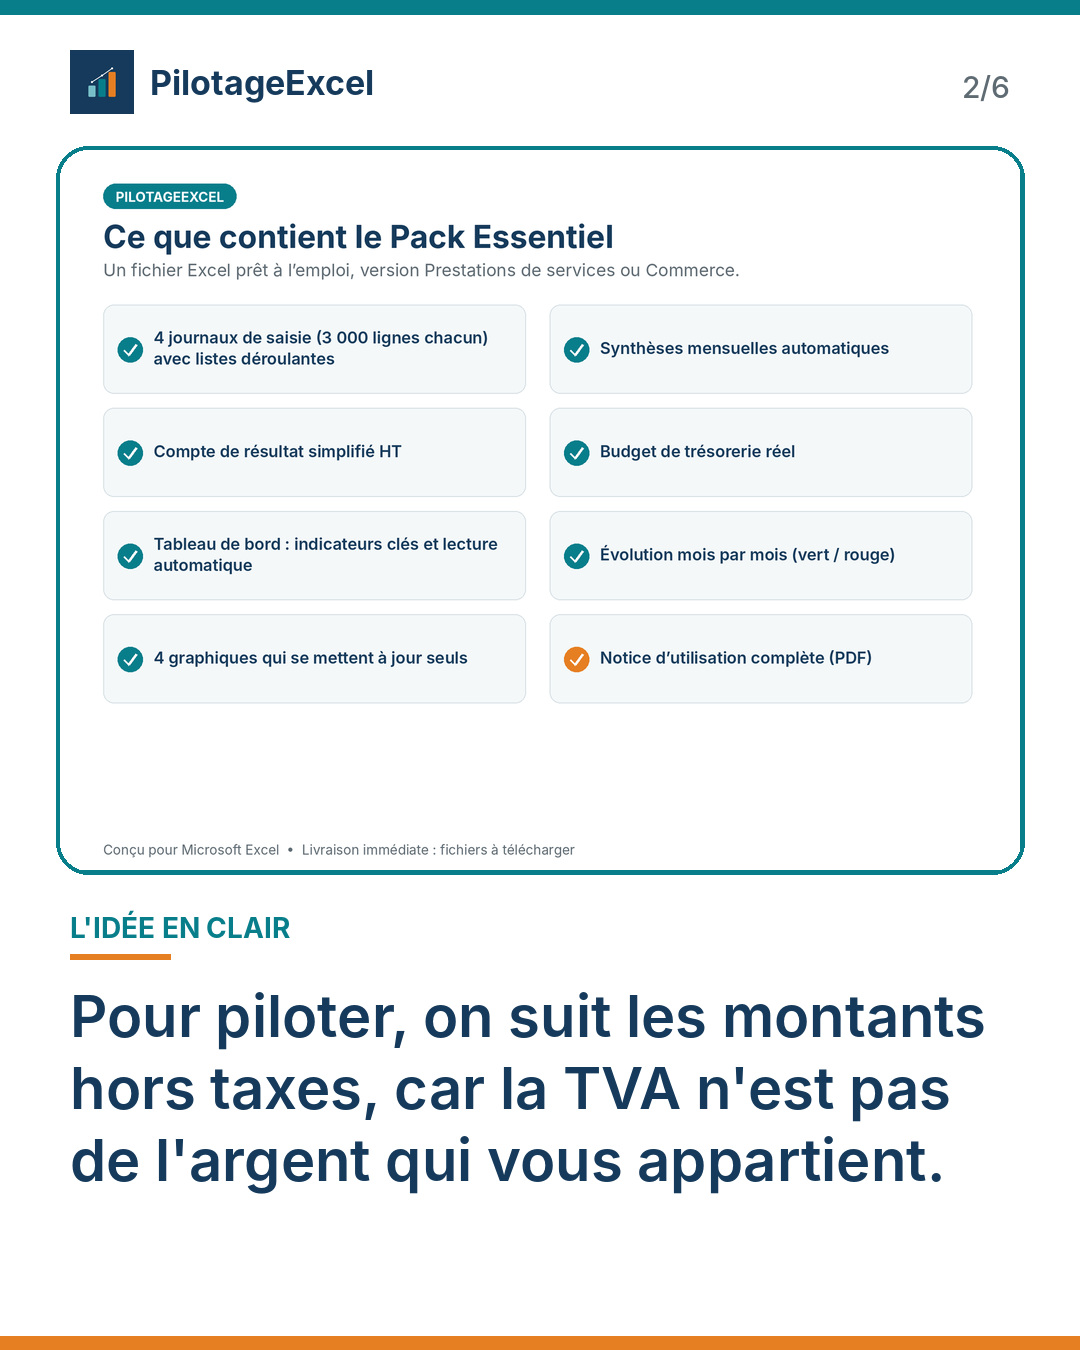 PilotageExcel
2/6
PILOTAGEEXCEL
Ce que contient le Pack Essentiel
Un fichier Excel prêt à l’emploi, version Prestations de services ou Commerce.
4 journaux de saisie (3 000 lignes chacun)
avec listes déroulantes
Synthèses mensuelles automatiques
Compte de résultat simplifié HT
Budget de trésorerie réel
Tableau de bord : indicateurs clés et lecture
automatique
Évolution mois par mois (vert / rouge)
4 graphiques qui se mettent à jour seuls
Notice d’utilisation complète (PDF)
Conçu pour Microsoft Excel • Livraison immédiate : fichiers à télécharger
L'IDÉE EN CLAIR
Pour piloter, on suit les montants
hors taxes, car la TVA n'est pas
de l'argent qui vous appartient.